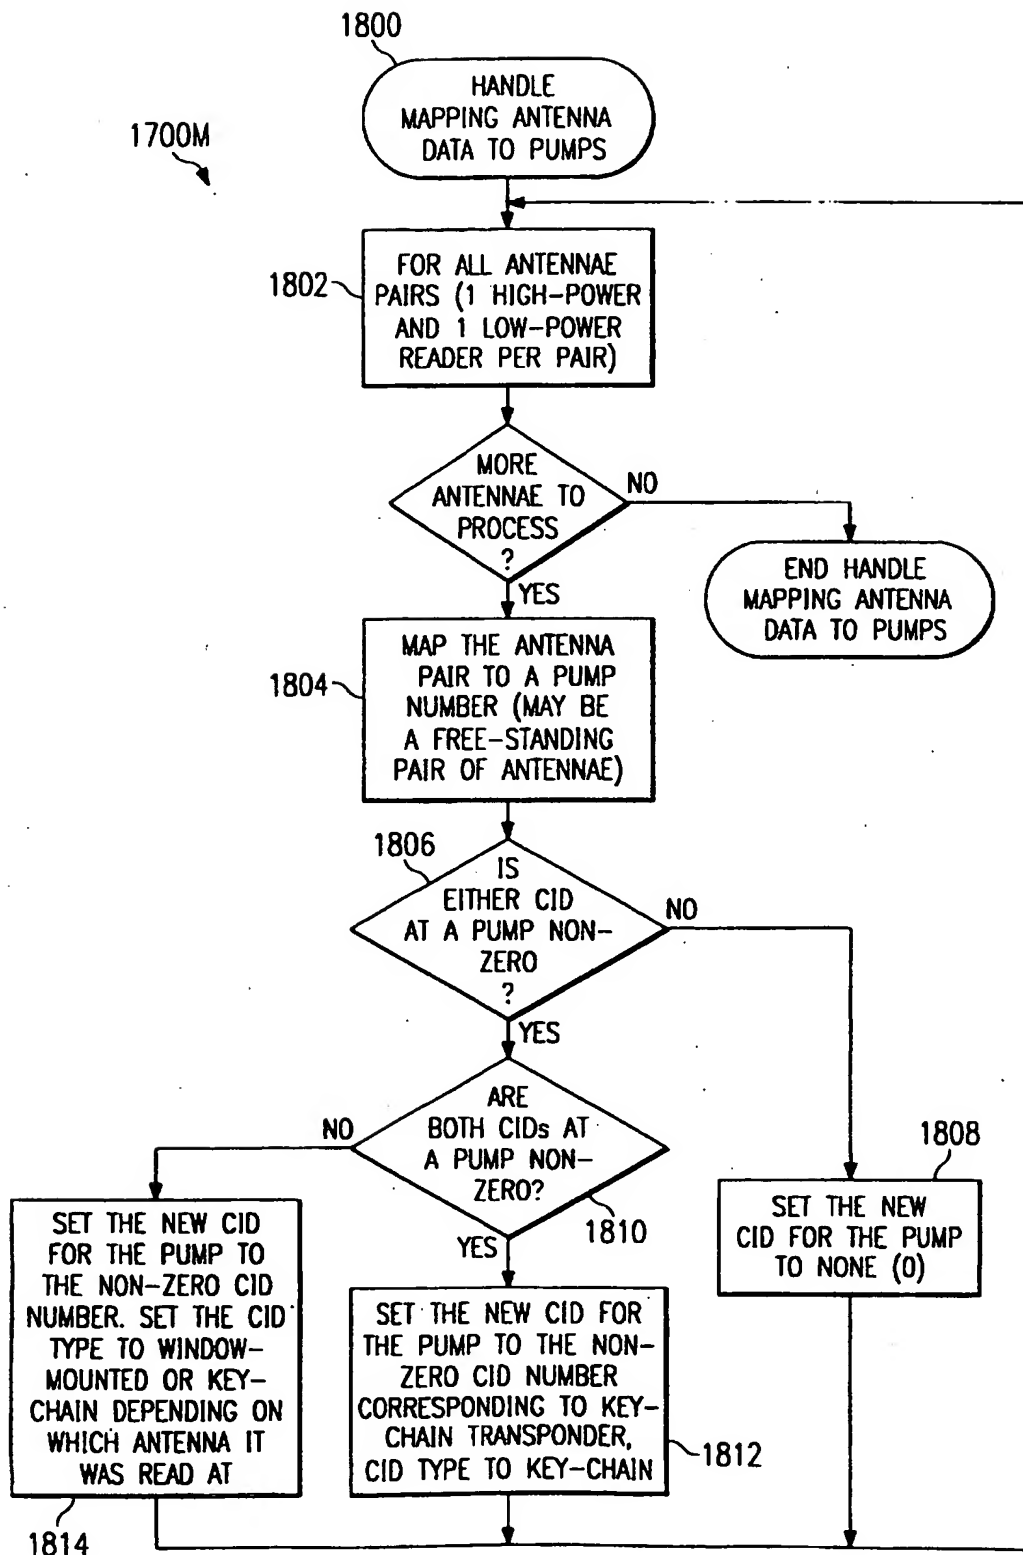 1800
HANDLE
MAPPING ANTENNA
DATA TO PUMPS
1700M
1802
FOR ALL ANTENNAE
PAIRS (1 HIGH-POWER
AND 1 LOW-POWER
READER PER PAIR)
MORE
ANTENNAE TO
PROCESS
?
NO
YES
END HANDLE
MAPPING ANTENNA
DATA TO PUMPS
1804
MAP THE ANTENNA
PAIR TO A PUMP
NUMBER (MAY BE
A FREE-STANDING
PAIR OF ANTENNAE)
1806
IS
EITHER CID
AT A PUMP NON-
ZERO
?
NO
YES
ARE
BOTH CIDs AT
A PUMP NON-
ZERO?
NO
1810
YES
1808
SET THE NEW
CID FOR THE PUMP
TO NONE (0)
SET THE NEW CID
FOR THE PUMP TO
THE NON-ZERO CID
NUMBER. SET THE CID
TYPE TO WINDOW-
MOUNTED OR KEY-
CHAIN DEPENDING ON
WHICH ANTENNA IT
WAS READ AT
1814
SET THE NEW CID FOR
THE PUMP TO THE NON-
ZERO CID NUMBER
CORRESPONDING TO KEY-
CHAIN TRANSPONDER,
CID TYPE TO KEY-CHAIN
1812